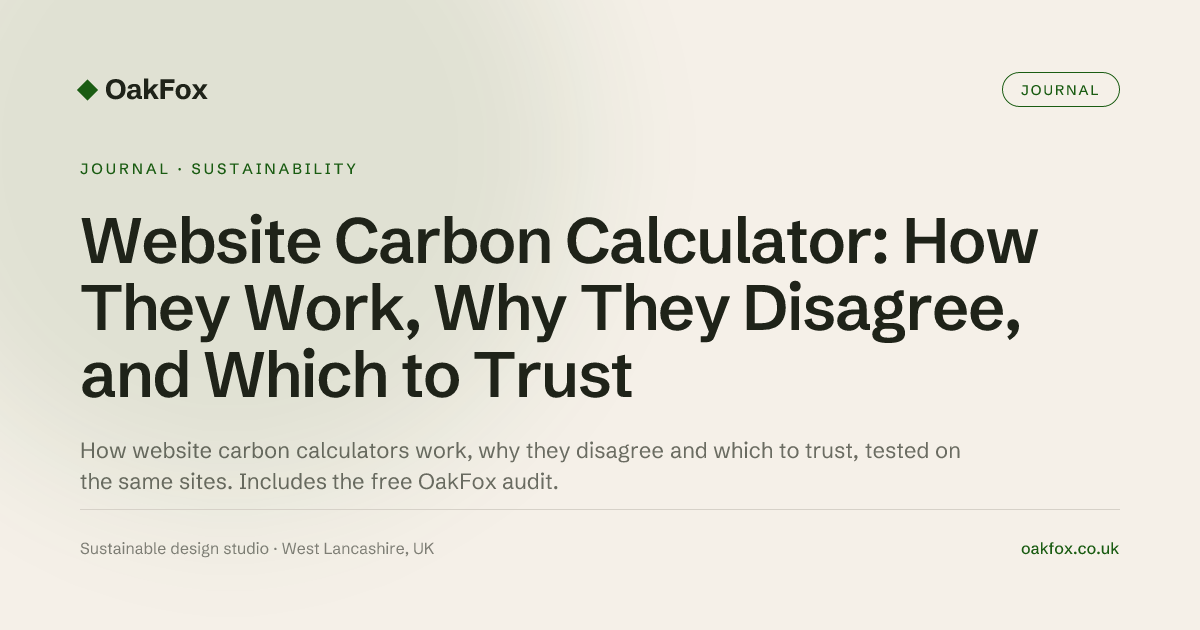 OakFox
JOURNAL
JOURNAL · SUSTAINABILITY
Website Carbon Calculator: How
They Work, Why They Disagree,
and Which to Trust
How website carbon calculators work, why they disagree and which to trust, tested on
the same sites. Includes the free OakFox audit.
Sustainable design studio · West Lancashire, UK
oakfox.co.uk